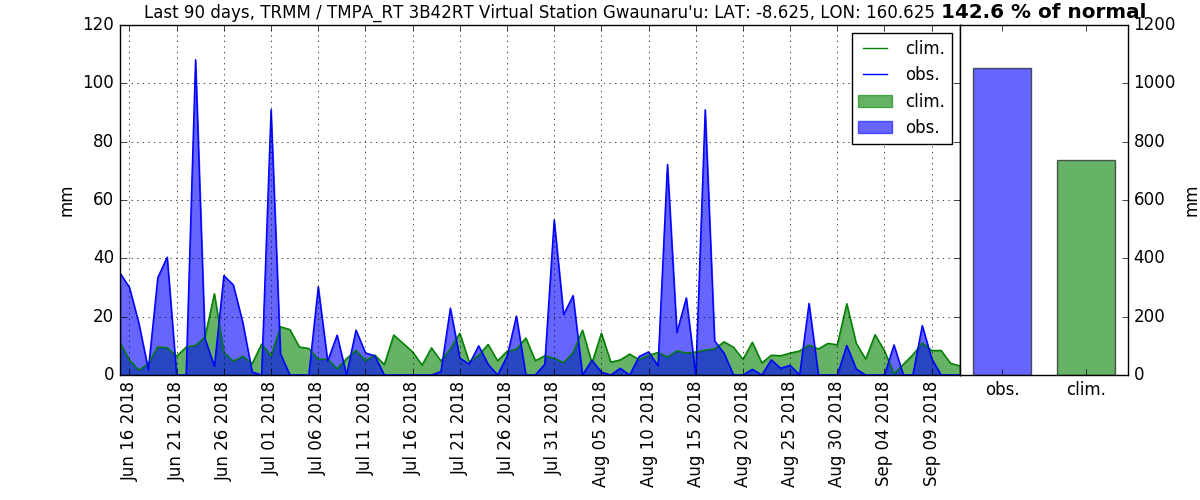 Last 90 days, TRMM / TMPA_RT 3B42RT Virtual Station Gwaunaru'u: LAT: -8.625, LON: 160.625 142.6 % of normal
120
100
80
60
40
20
0
mm
clim.
obs.
clim.
obs.
1200
1000
800
600
400
200
0
mm
Jun 16 2018
Jun 21 2018
Jun 26 2018
Jul 01 2018
Jul 06 2018
Jul 11 2018
Jul 16 2018
Jul 21 2018
Jul 26 2018
Jul 31 2018
Aug 05 2018
Aug 10 2018
Aug 15 2018
Aug 20 2018
Aug 25 2018
Aug 30 2018
Sep 04 2018
Sep 09 2018
obs.
clim.